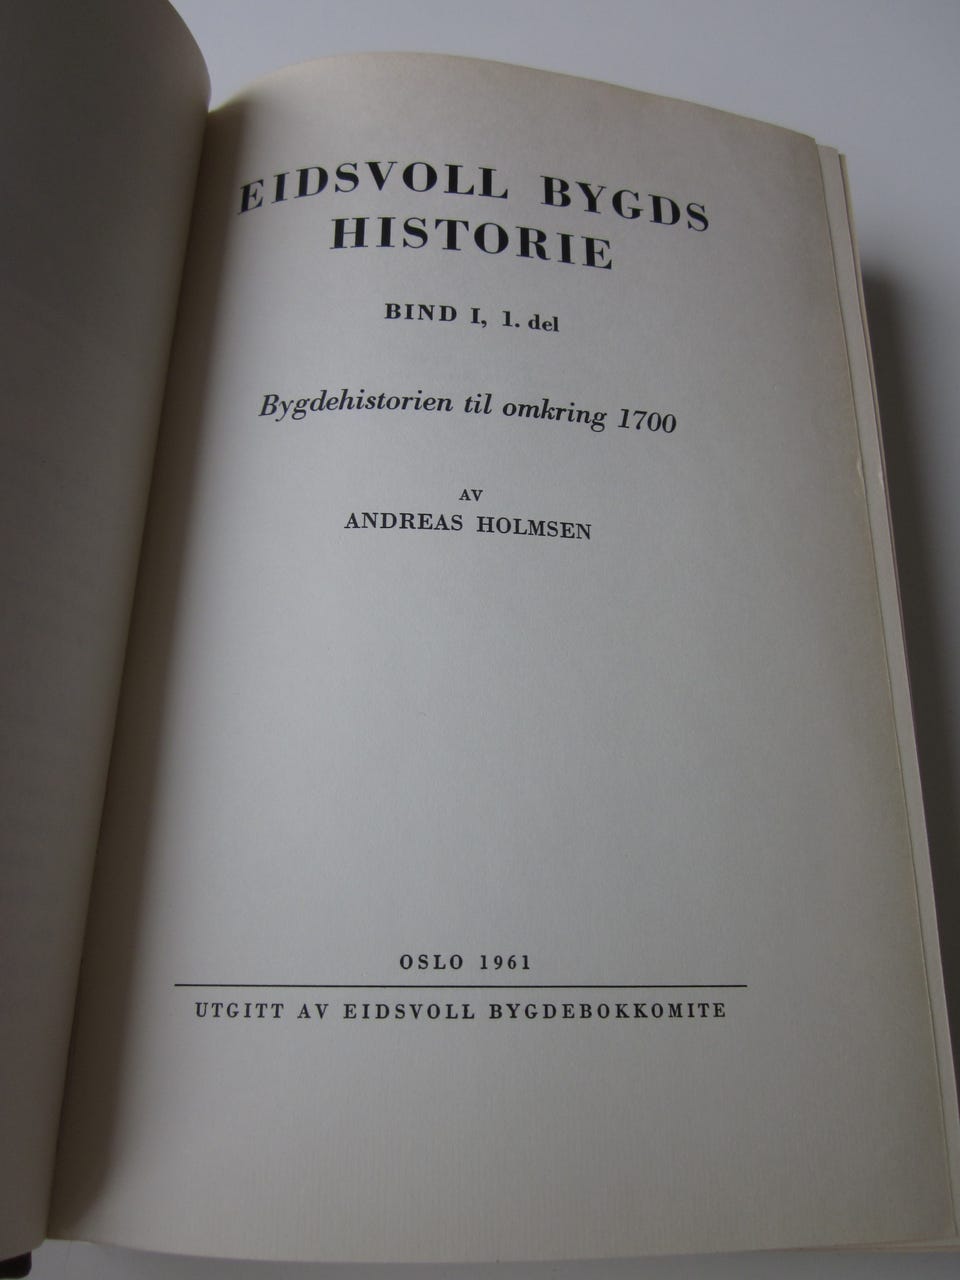 EIDSVOLL BYGDS
HISTORIE
BIND I, 1. del
Bygdehistorien til omkring 1700
AV
ANDREAS HOLMSEN
OSLO 1961
UTGITT AV EIDSVOLL BYGDEBOKKOMITE